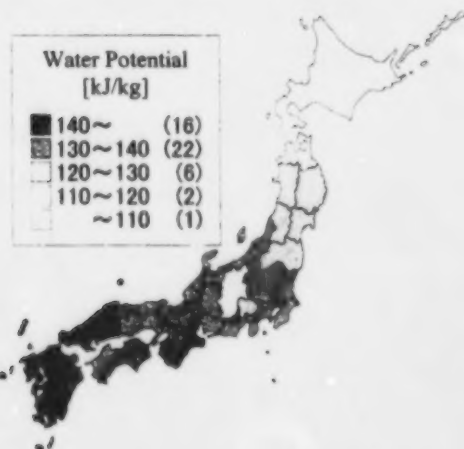 Water Potential
[kJ/kg]
140～ (16)
130～140 (22)
120～130 (6)
110～120 (2)
～110 (1)